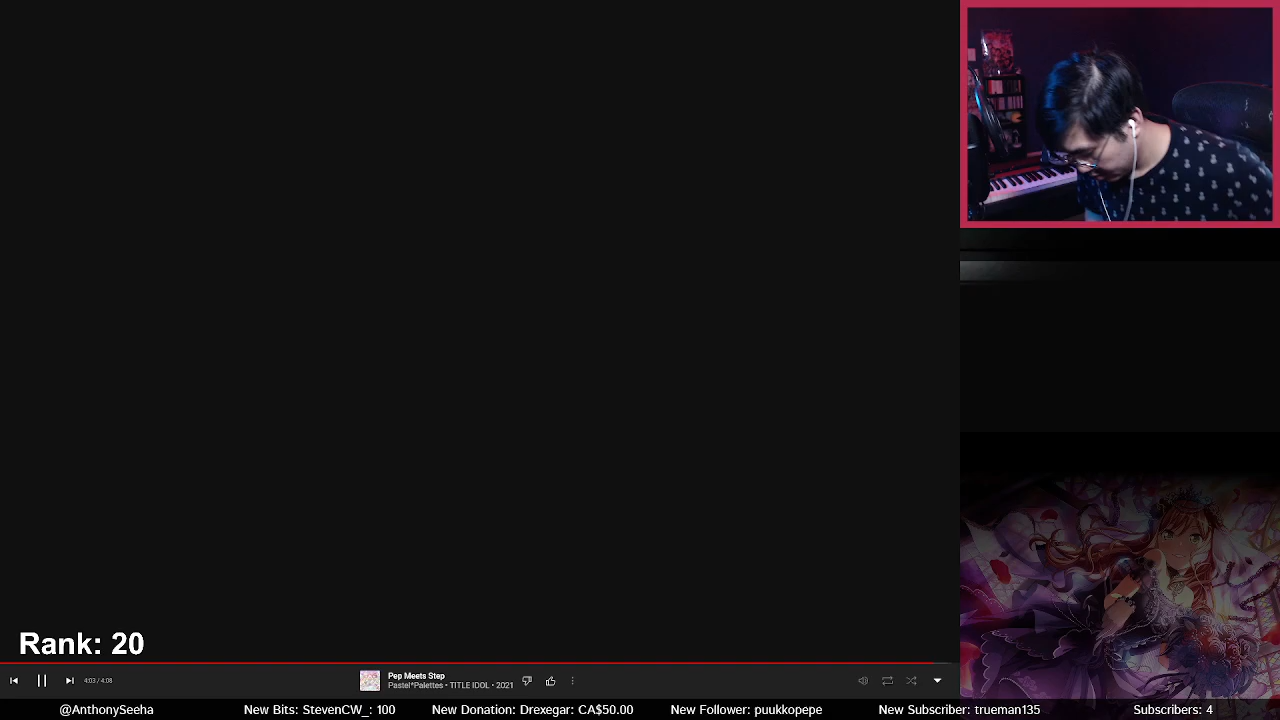 Rank: 20
4:03 / 4:08
Pep Meets Step
Pastel*Palettes • TITLE IDOL • 2021
@AnthonySeeha
New Bits: StevenCW_: 100
New Donation: Drexegar: CA$50.00
New Follower: puukkopepe
New Subscriber: trueman135
Subscribers: 4